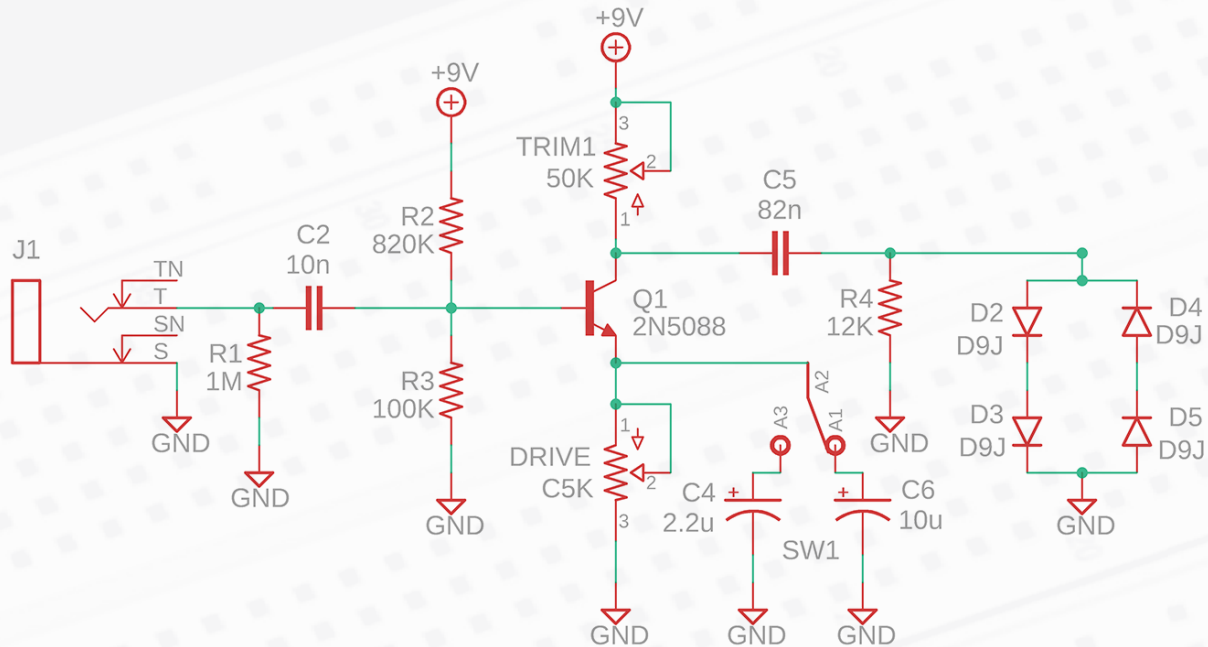 +9V
+9V
3
TRIM1
2
50K
1
C5
82n
R2
820K
C2
10n
J1
TN
T
SN
S
R1
1M
GND
GND
R3
100K
GND
Q1
2N5088
R4
12K
GND
D2
D9J
D4
D9J
D3
D9J
D5
D9J
GND
A2
A3
A1
1
DRIVE
2
C5K
3
C4
+
2.2u
+
C6
10u
SW1
GND
GND
GND